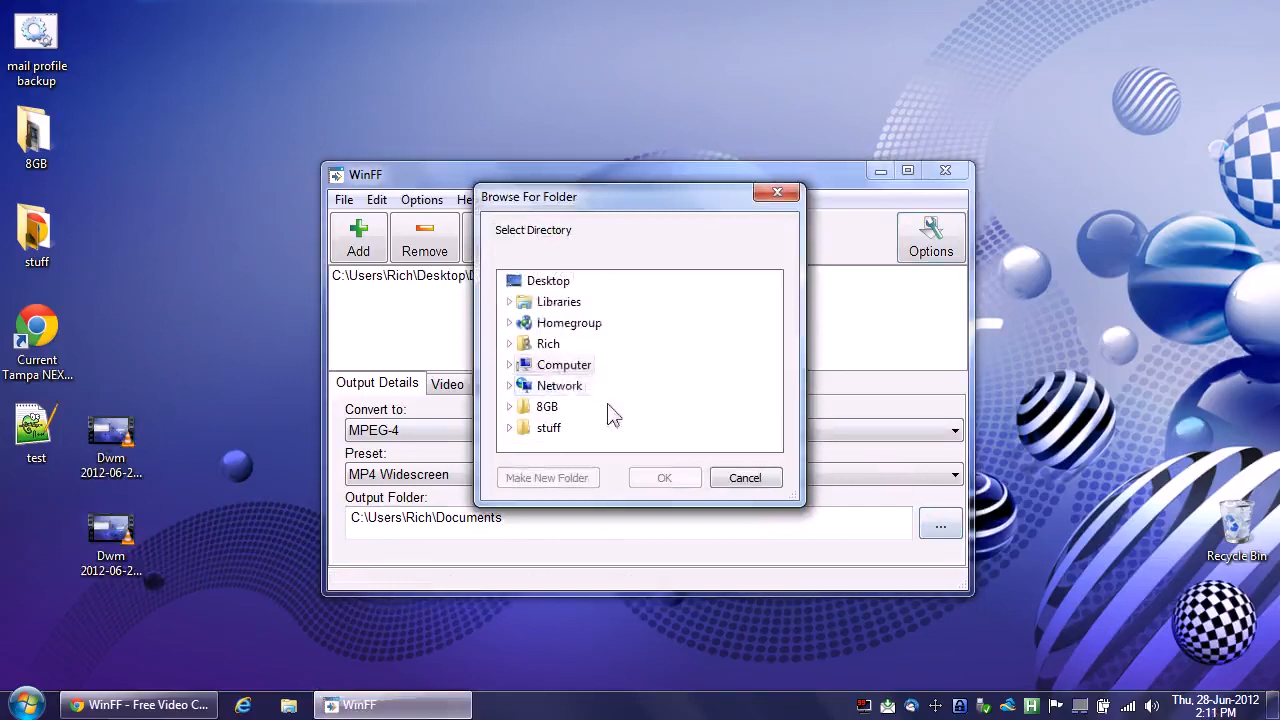 mail profile
backup
8GB
stuff
Current
Tampa NEX...
test
Dwm
2012-06-2...
Dwm
2012-06-2...
Recycle Bin
WinFF
File Edit Options He
Add Remove Options
C:\Users\Rich\Desktop\
Output Details Video
Convert to:
MPEG-4
Preset:
MP4 Widescreen
Output Folder:
C:\Users\Rich\Documents
...
Browse For Folder
Select Directory
Desktop
Libraries
Homegroup
Rich
Computer
Network
8GB
stuff
Make New Folder OK Cancel
WinFF - Free Video C...
WinFF
Thu, 28-Jun-2012
2:11 PM